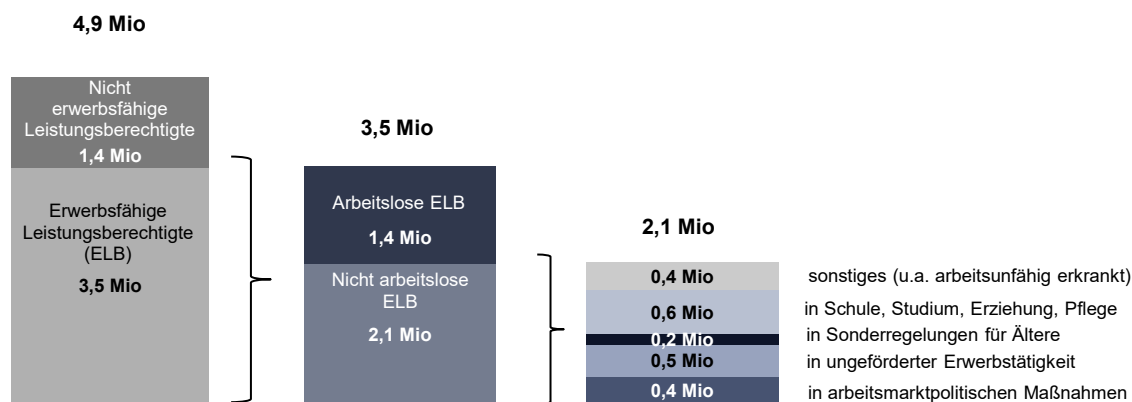 4,9 Mio
Nicht
erwerbsfähige
Leistungsberechtigte
1,4 Mio
Erwerbsfähige
Leistungsberechtigte
(ELB)
3,5 Mio
3,5 Mio
Arbeitslose ELB
1,4 Mio
Nicht arbeitslose
ELB
2,1 Mio
2,1 Mio
0,4 Mio
sonstiges (u.a. arbeitsunfähig erkrankt)
0,6 Mio
in Schule, Studium, Erziehung, Pflege
0,2 Mio
in Sonderregelungen für Ältere
0,5 Mio
in ungeförderter Erwerbstätigkeit
0,4 Mio
in arbeitsmarktpolitischen Maßnahmen